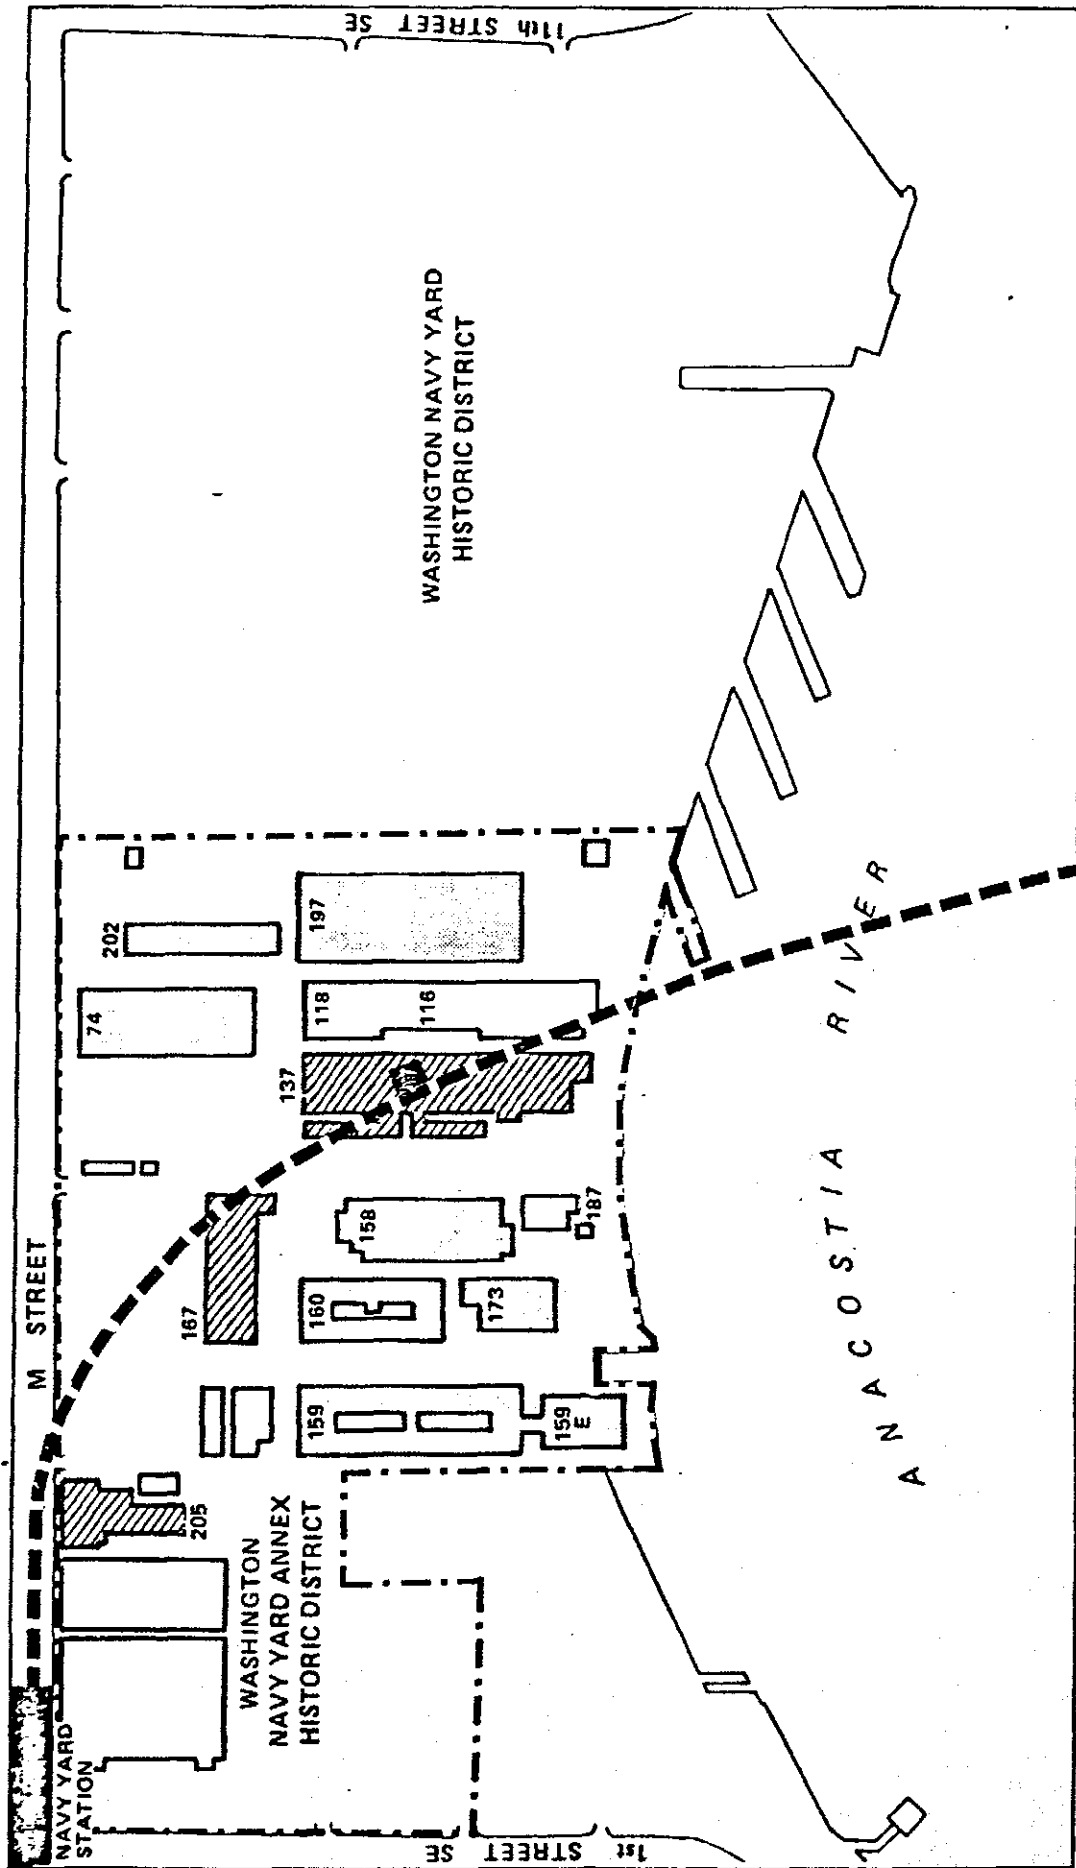 M STREET
NAVY YARD
STATION
11th STREET SE
1st STREET SE
WASHINGTON NAVY YARD
HISTORIC DISTRICT
WASHINGTON
NAVY YARD ANNEX
HISTORIC DISTRICT
205
167
74
202
159
159
E
160
173
158
187
137
118
116
197
ANACOSTIA RIVER